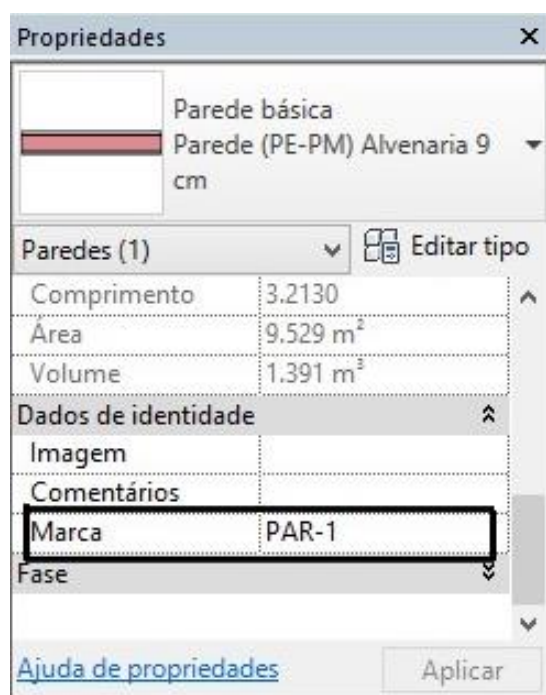 Propriedades
Parede básica
Parede (PE-PM) Alvenaria 9
cm
Paredes (1) Editar tipo
Comprimento 3.2130
Área 9.529 m²
Volume 1.391 m³
Dados de identidade
Imagem
Comentários
Marca PAR-1
Fase
Ajuda de propriedades Aplicar